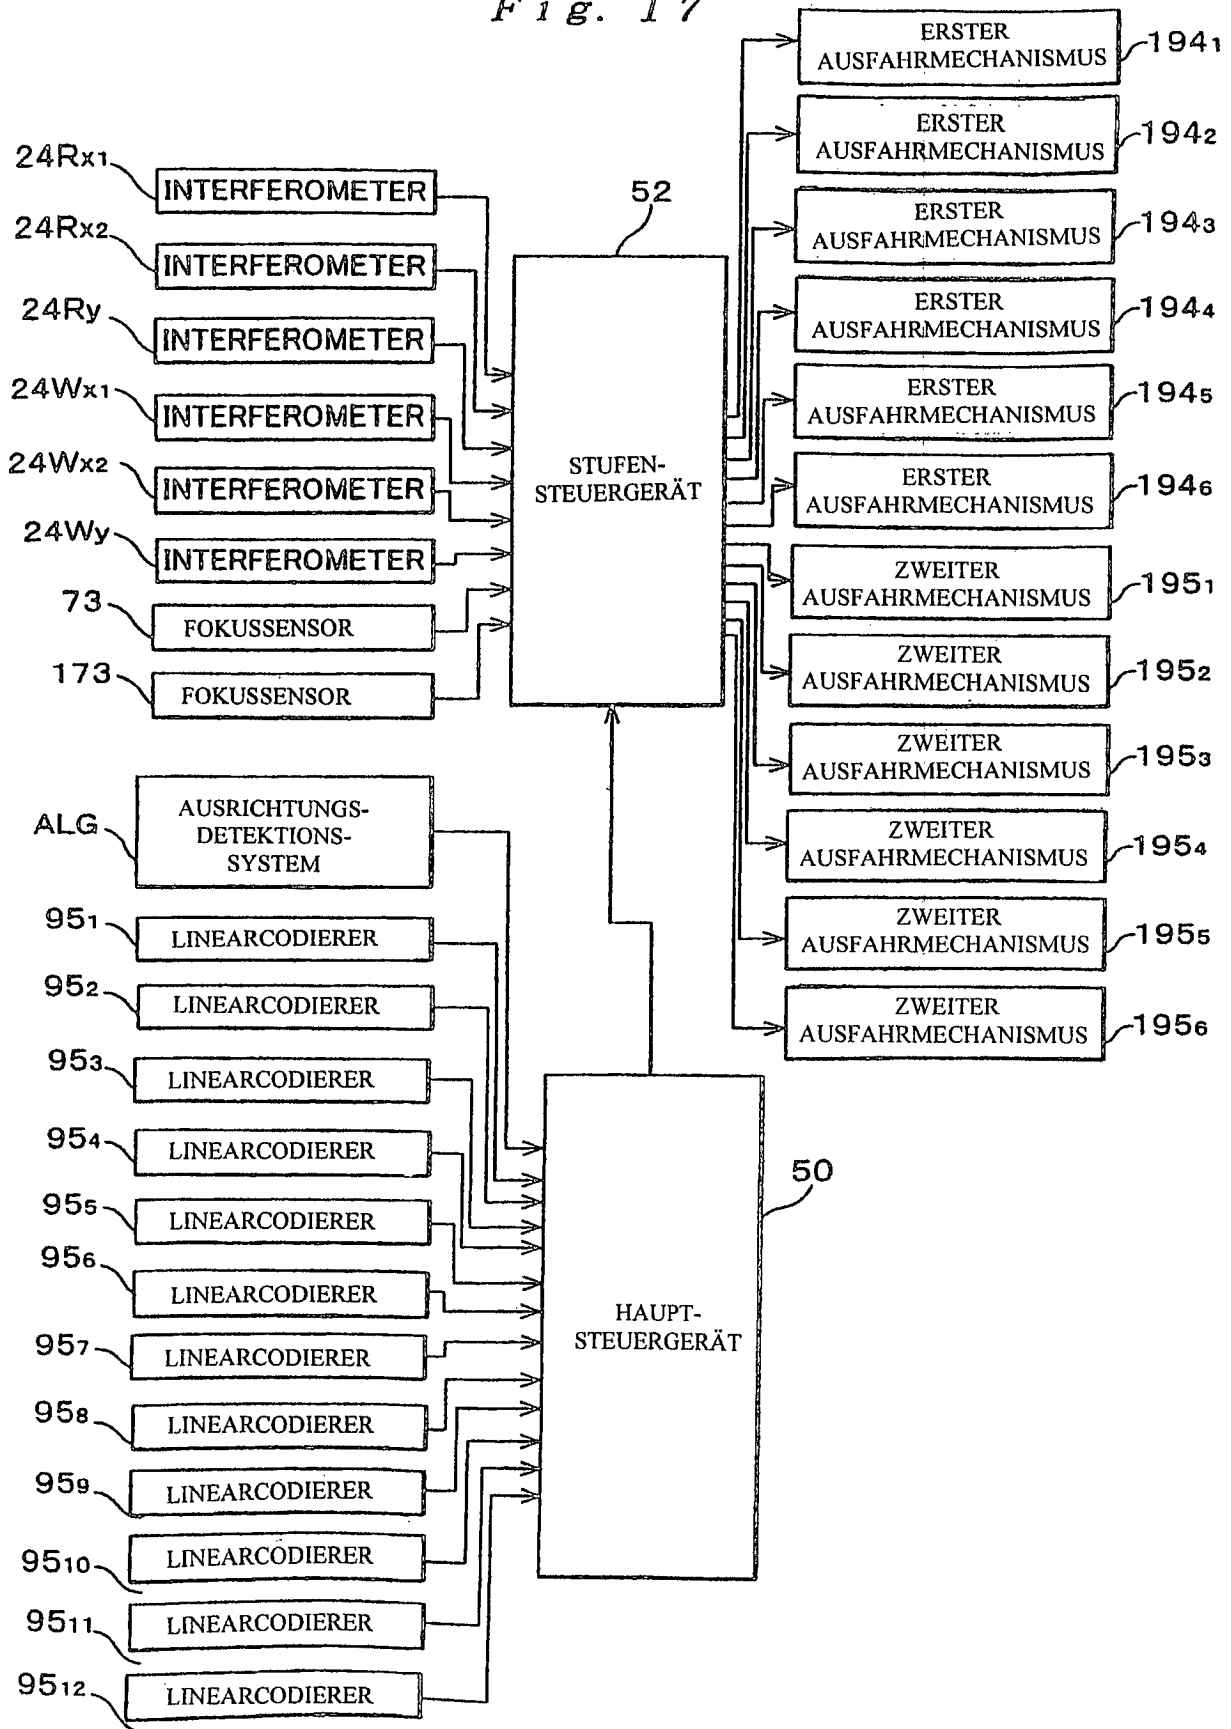 Fig. 17
24Rx1
INTERFEROMETER
24Rx2
INTERFEROMETER
24Ry
INTERFEROMETER
24Wx1
INTERFEROMETER
24Wx2
INTERFEROMETER
24Wy
INTERFEROMETER
73
FOKUSSENSOR
173
FOKUSSENSOR
52
STUFEN-
STEUERGERÄT
ERSTER
AUSFAHRMECHANISMUS
194₁
ERSTER
AUSFAHRMECHANISMUS
194₂
ERSTER
AUSFAHRMECHANISMUS
194₃
ERSTER
AUSFAHRMECHANISMUS
194₄
ERSTER
AUSFAHRMECHANISMUS
194₅
ERSTER
AUSFAHRMECHANISMUS
194₆
ZWEITER
AUSFAHRMECHANISMUS
195₁
ZWEITER
AUSFAHRMECHANISMUS
195₂
ZWEITER
AUSFAHRMECHANISMUS
195₃
ZWEITER
AUSFAHRMECHANISMUS
195₄
ZWEITER
AUSFAHRMECHANISMUS
195₅
ZWEITER
AUSFAHRMECHANISMUS
195₆
ALG
AUSRICHTUNGS-
DETEKTIONS-
SYSTEM
95₁
LINEARCODIERER
95₂
LINEARCODIERER
95₃
LINEARCODIERER
95₄
LINEARCODIERER
95₅
LINEARCODIERER
95₆
LINEARCODIERER
95₇
LINEARCODIERER
95₈
LINEARCODIERER
95₉
LINEARCODIERER
95₁₀
LINEARCODIERER
95₁₁
LINEARCODIERER
95₁₂
LINEARCODIERER
50
HAUPT-
STEUERGERÄT